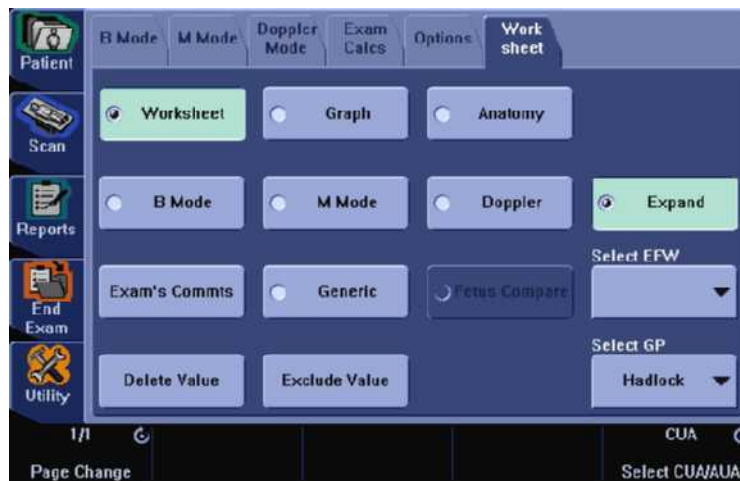 Patient
B Mode
M Mode
Doppler
Mode
Exam
Calcs
Options
Work
sheet
Worksheet
Graph
Anatomy
Scan
B Mode
M Mode
Doppler
Expand
Reports
Select EFW
Exam's Commts
Generic
Fetus Compare
End
Exam
Select GP
Delete Value
Exclude Value
Hadlock
Utility
1/1
CUA
Page Change
Select CUA/AUA